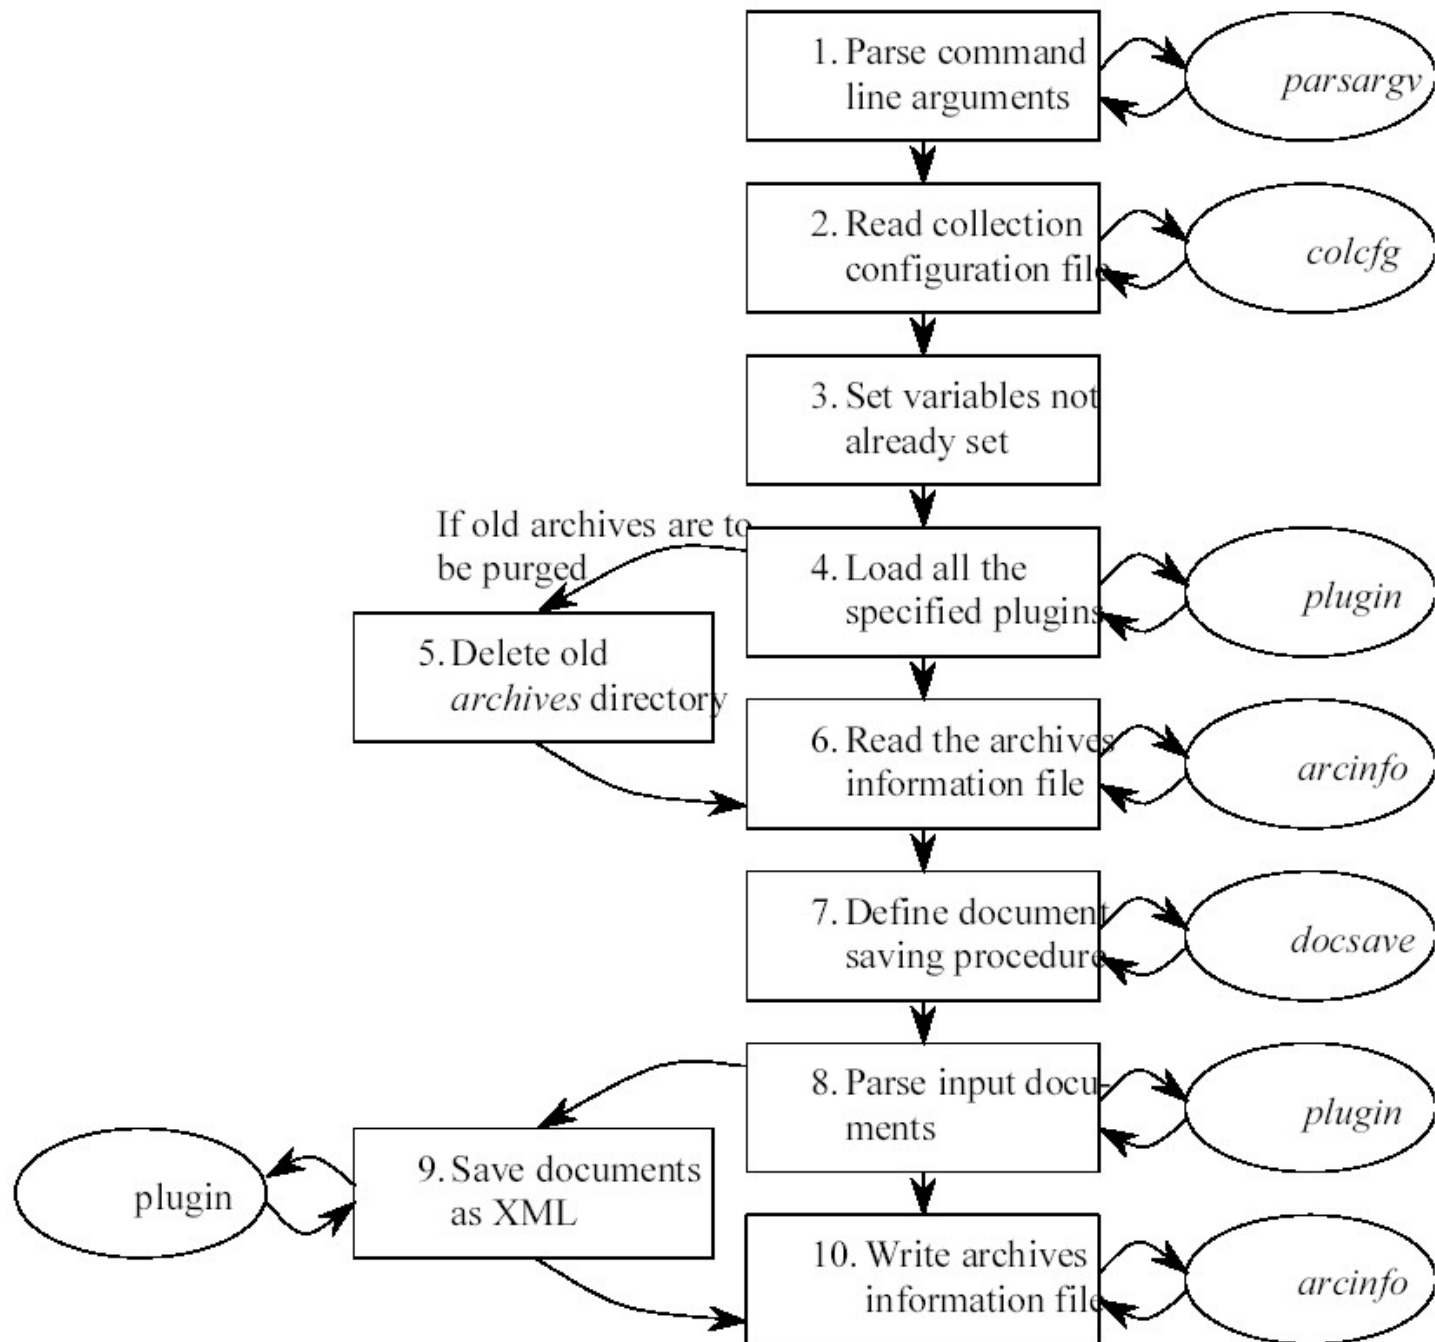 1. Parse command
line arguments
parsargv
2. Read collection
configuration file
colcfg
3. Set variables not
already set
If old archives are to
be purged
4. Load all the
specified plugins
plugin
5. Delete old
archives directory
6. Read the archives
information file
arcinfo
7. Define document
saving procedure
docsave
8. Parse input docu-
ments
plugin
9. Save documents
as XML
plugin
10. Write archives
information file
arcinfo